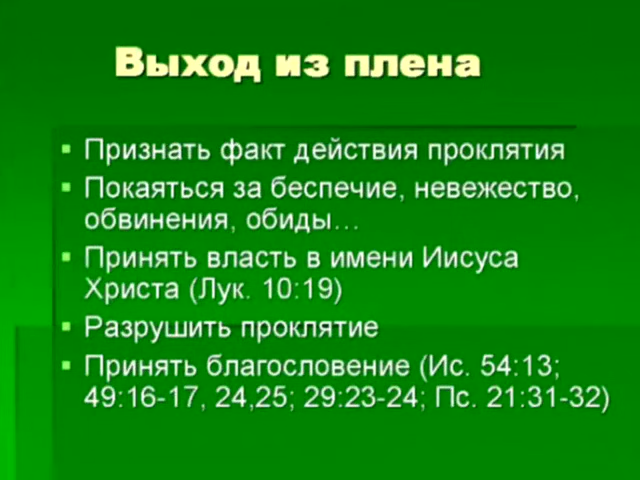 Выход из плена
Признать факт действия проклятия
Покаяться за беспечие, невежество,
обвинения, обиды…
Принять власть в имени Иисуса
Христа (Лук. 10:19)
Разрушить проклятие
Принять благословение (Ис. 54:13;
49:16-17, 24,25; 29:23-24; Пс. 21:31-32)